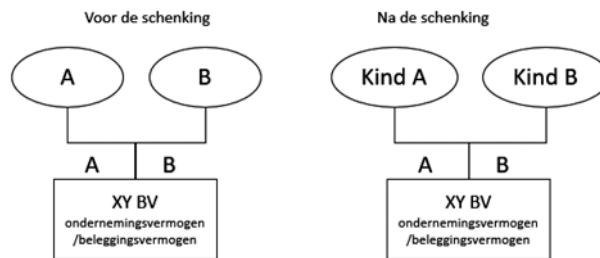 Voor de schenking
A
B
A
B
XY BV
ondernemingsvermogen
/beleggingsvermogen
Na de schenking
Kind A
Kind B
A
B
XY BV
ondernemingsvermogen
/beleggingsvermogen